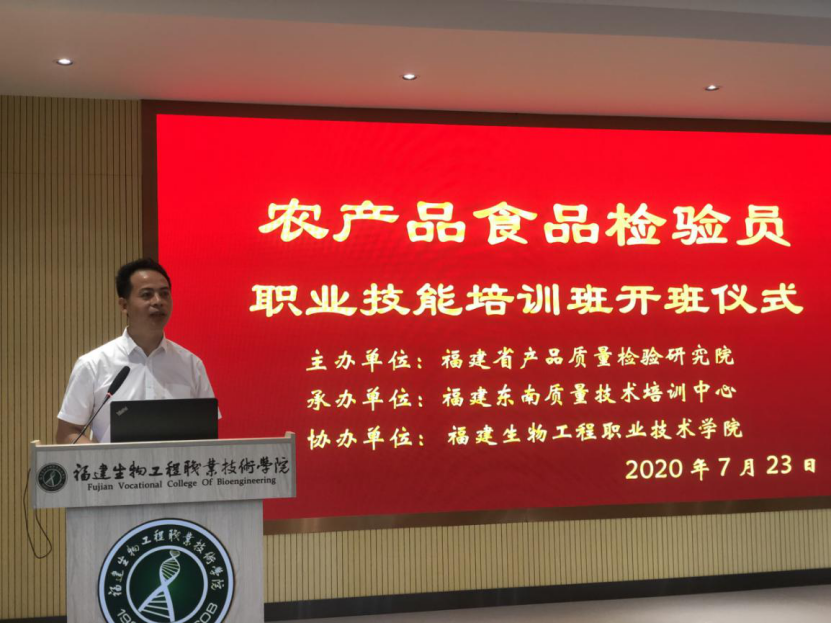 农产品食品检验员
职业技能培训班开班仪式
主办单位：福建省产品质量检验研究院
承办单位：福建东南质量技术培训中心
协办单位：福建生物工程职业技术学院
2020年7月23日
福建生物工程職業技術學院
Fujian Vocational College Of Bioengineering
福建生物工程職業技術學院